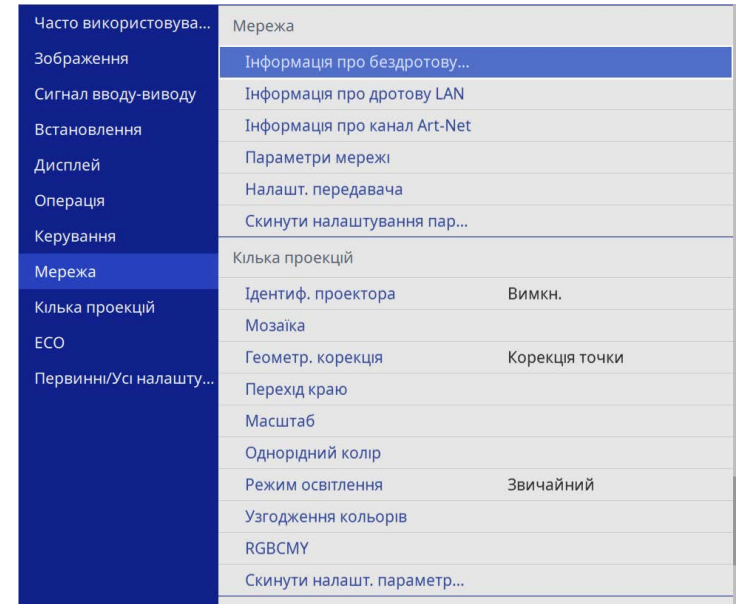 Часто використовува...
Зображення
Сигнал вводу-виводу
Встановлення
Дисплей
Операція
Керування
Мережа
Кілька проекцій
ECO
Первинні/Усі налашту...
Мережа
Інформація про бездротову...
Інформація про дротову LAN
Інформація про канал Art-Net
Параметри мережі
Налашт. передавача
Скинути налаштування пар...
Кілька проекцій
Ідентиф. проектора Вимкн.
Мозаїка
Геометр. корекція Корекція точки
Перехід краю
Масштаб
Однорідний колір
Режим освітлення Звичайний
Узгодження кольорів
RGBCMY
Скинути налашт. параметр...